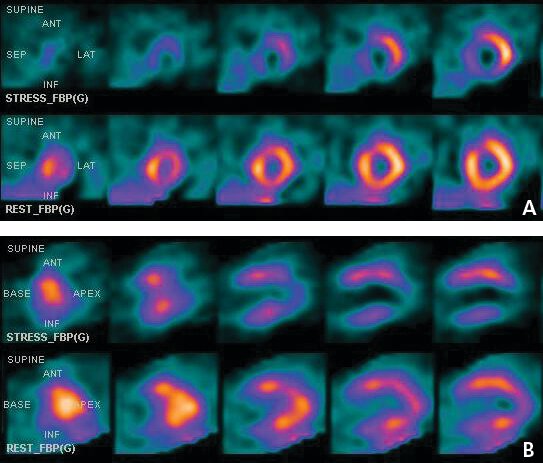 SUPINE
ANT
SEP LAT
INF
STRESS_FBP(G)
SUPINE
ANT
SEP LAT
INF
REST_FBP(G)
A
SUPINE
ANT
BASE APEX
INF
STRESS_FBP(G)
SUPINE
ANT
BASE APEX
INF
REST_FBP(G)
B